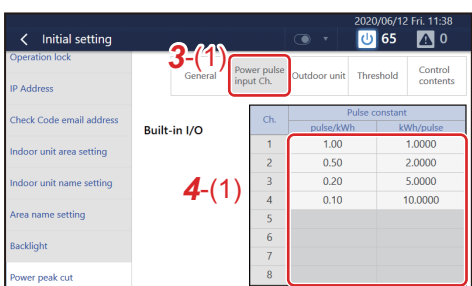 2020/06/12 Fri. 11:38
Initial setting
65
0
Operation lock
IP Address
Check Code email address
Indoor unit area setting
Indoor unit name setting
Area name setting
Backlight
Power peak cut
3-(1)
General
Power pulse
input Ch.
Outdoor unit
Threshold
Control
contents
Built-in I/O
4-(1)
Ch. Pulse constant
pulse/kWh kWh/pulse
1 1.00 1.0000
2 0.50 2.0000
3 0.20 5.0000
4 0.10 10.0000
5
6
7
8